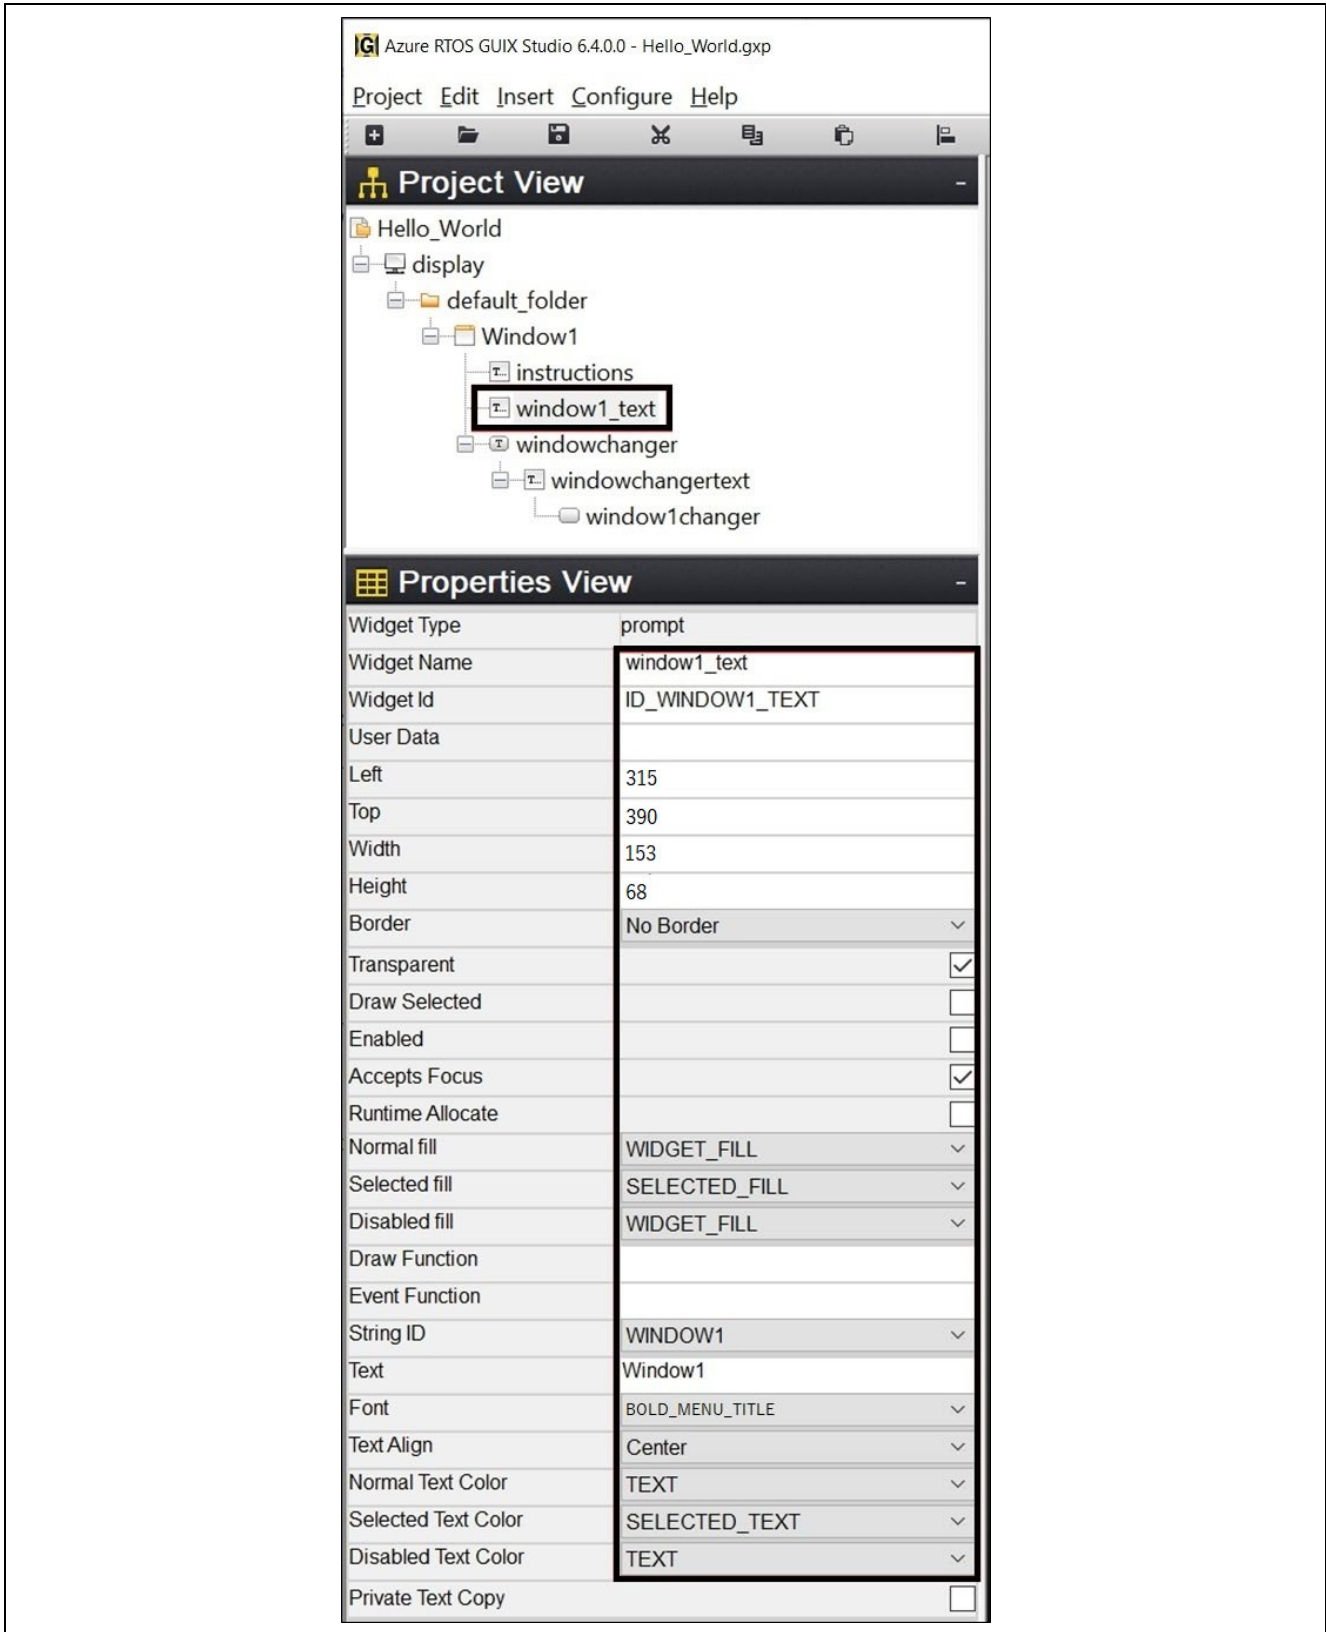 Azure RTOS GUIX Studio 6.4.0.0 - Hello_World.gxp
Project Edit Insert Configure Help
Project View -
Hello_World
display
default_folder
Window1
T... instructions
T... window1_text
T windowchanger
T... windowchangertext
window1changer
Properties View -
Widget Type prompt
Widget Name window1_text
Widget Id ID_WINDOW1_TEXT
User Data
Left 315
Top 390
Width 153
Height 68
Border No Border
Transparent
Draw Selected
Enabled
Accepts Focus
Runtime Allocate
Normal fill WIDGET_FILL
Selected fill SELECTED_FILL
Disabled fill WIDGET_FILL
Draw Function
Event Function
String ID WINDOW1
Text Window1
Font BOLD_MENU_TITLE
Text Align Center
Normal Text Color TEXT
Selected Text Color SELECTED_TEXT
Disabled Text Color TEXT
Private Text Copy